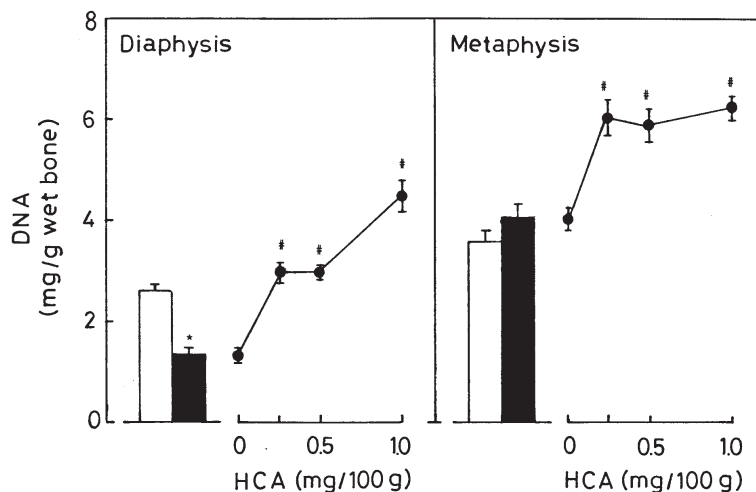 8
6
4
2
0
DNA
(mg/g wet bone)
Diaphysis
Metaphysis
#
#
#
*
#
#
#
0 0.5 1.0
0 0.5 1.0
HCA (mg/100 g)
HCA (mg/100 g)